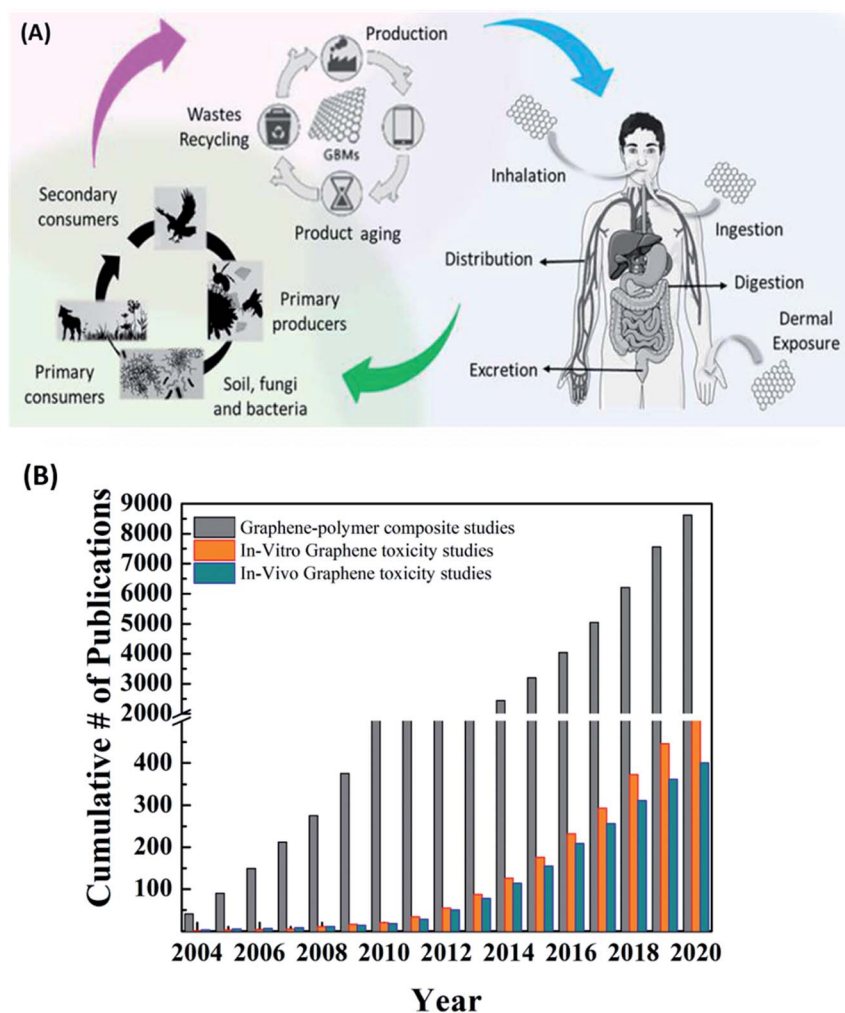 (A)
Production
Wastes
Recycling
GBMs
Product aging
Secondary
consumers
Primary
producers
Primary
consumers
Soil, fungi
and bacteria
Inhalation
Ingestion
Distribution
Digestion
Dermal
Exposure
Excretion
(B)
Cumulative # of Publications
9000
8000
7000
6000
5000
4000
3000
2000
400
300
200
100
Graphene-polymer composite studies
In-Vitro Graphene toxicity studies
In-Vivo Graphene toxicity studies
2004 2006 2008 2010 2012 2014 2016 2018 2020
Year